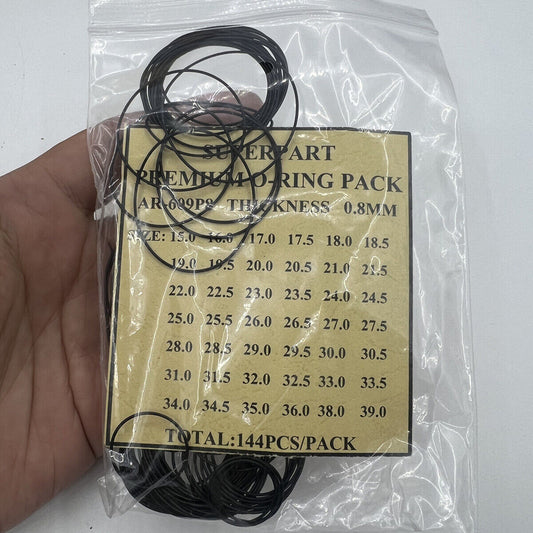 SUPERPART
PREMIUM O-RING PACK
AR-699P8 THICKNESS 0.8MM
SIZE: 15.0 16.0 17.0 17.5 18.0 18.5
19.0 19.5 20.0 20.5 21.0 21.5
22.0 22.5 23.0 23.5 24.0 24.5
25.0 25.5 26.0 26.5 27.0 27.5
28.0 28.5 29.0 29.5 30.0 30.5
31.0 31.5 32.0 32.5 33.0 33.5
34.0 34.5 35.0 36.0 38.0 39.0
TOTAL:144PCS/PACK